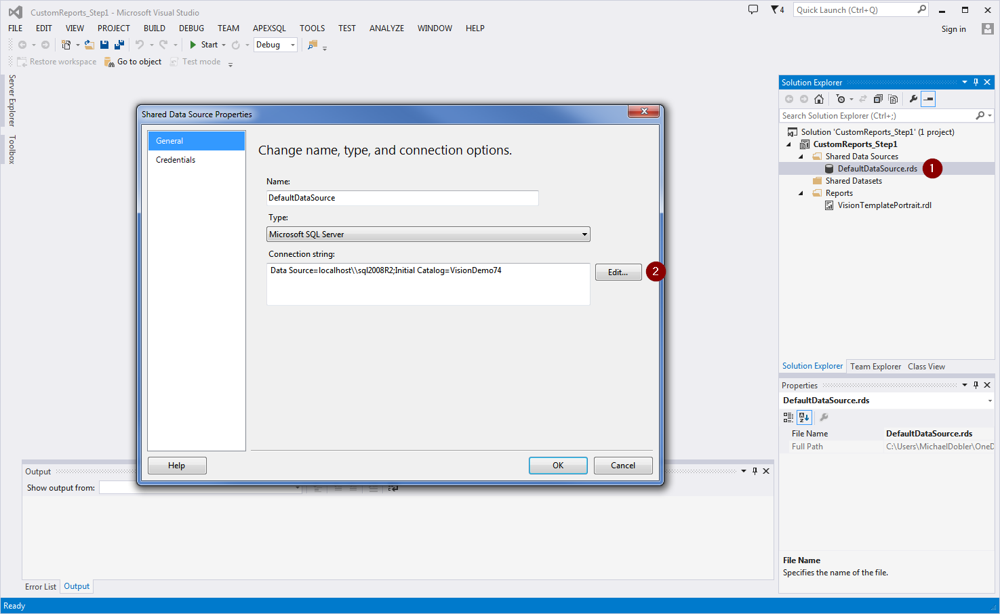 CustomReports_Step1 - Microsoft Visual Studio
4
Quick Launch (Ctrl+Q)
FILE EDIT VIEW PROJECT BUILD DEBUG TEAM APEXSQL TOOLS TEST ANALYZE WINDOW HELP
Sign in
Start Debug
Restore workspace Go to object Test mode
Server Explorer
Toolbox
Shared Data Source Properties
General
Credentials
Change name, type, and connection options.
Name:
DefaultDataSource
Type:
Microsoft SQL Server
Connection string:
Data Source=localhost\\sql2008R2;Initial Catalog=VisionDemo74
Edit...
2
Help
OK
Cancel
Solution Explorer
Search Solution Explorer (Ctrl+;)
Solution 'CustomReports_Step1' (1 project)
CustomReports_Step1
Shared Data Sources
DefaultDataSource.rds
1
Shared Datasets
Reports
VisionTemplatePortrait.rdl
Solution Explorer Team Explorer Class View
Properties
DefaultDataSource.rds
File Name DefaultDataSource.rds
Full Path C:\Users\MichaelDobler\OneD
File Name
Specifies the name of the file.
Output
Show output from:
Error List Output
Ready